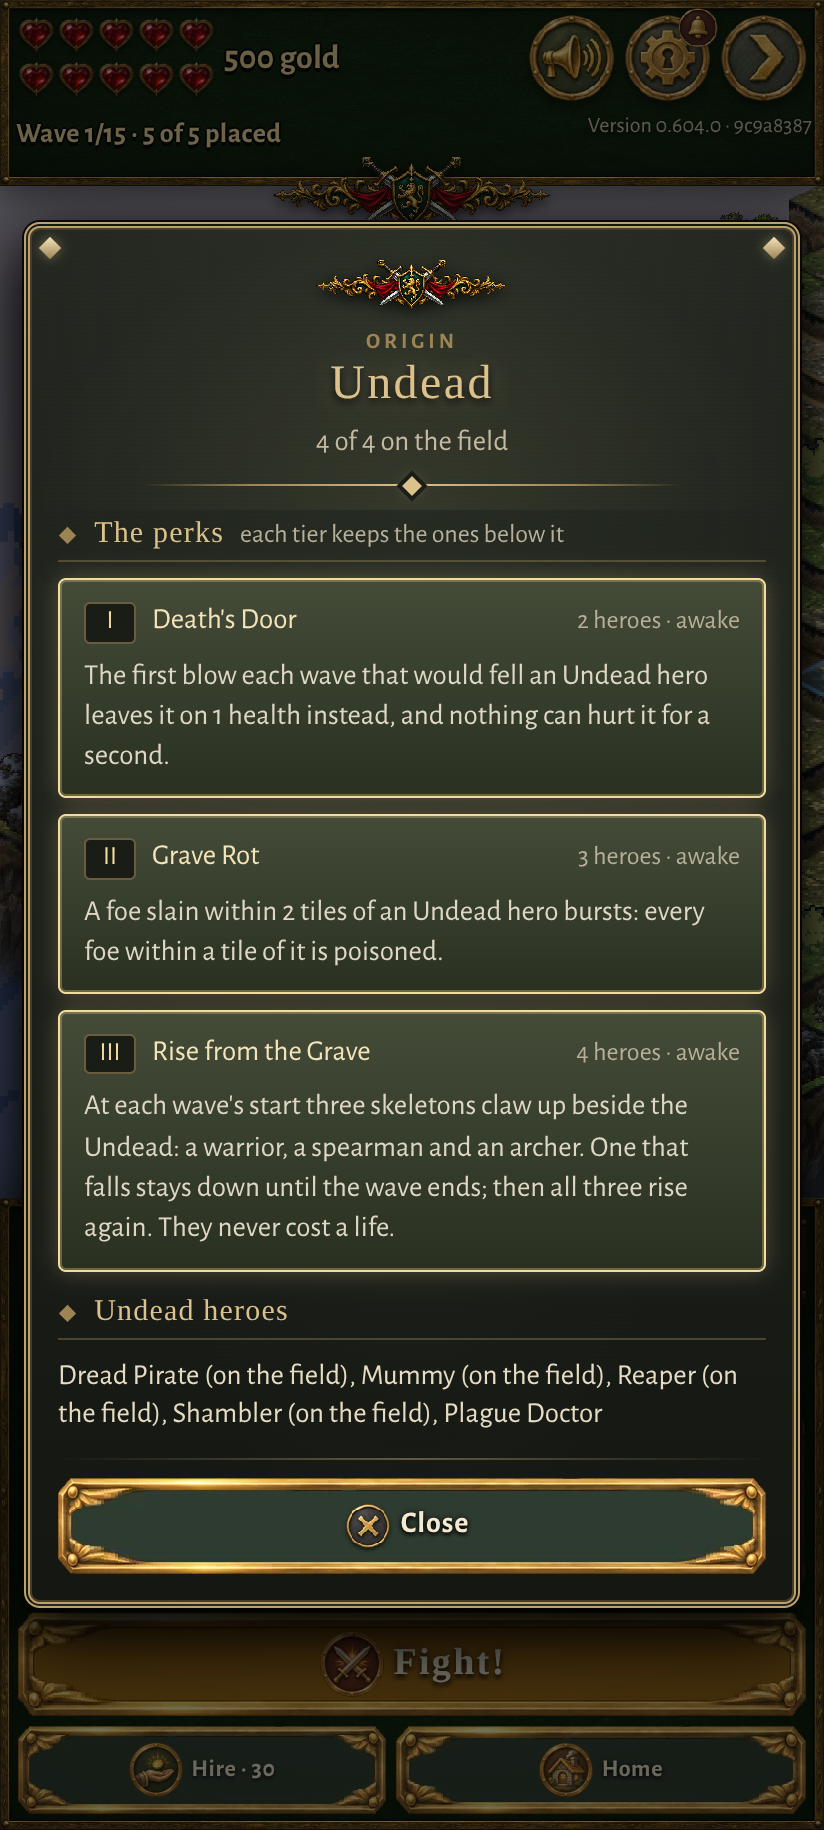 500 gold
Wave 1/15 · 5 of 5 placed
Version 0.604.0 · 9c9a8387
ORIGIN
Undead
4 of 4 on the field
The perks each tier keeps the ones below it
I Death's Door 2 heroes · awake
The first blow each wave that would fell an Undead hero
leaves it on 1 health instead, and nothing can hurt it for a
second.
II Grave Rot 3 heroes · awake
A foe slain within 2 tiles of an Undead hero bursts: every
foe within a tile of it is poisoned.
III Rise from the Grave 4 heroes · awake
At each wave's start three skeletons claw up beside the
Undead: a warrior, a spearman and an archer. One that
falls stays down until the wave ends; then all three rise
again. They never cost a life.
Undead heroes
Dread Pirate (on the field), Mummy (on the field), Reaper (on
the field), Shambler (on the field), Plague Doctor
Close
Fight!
Hire · 30
Home